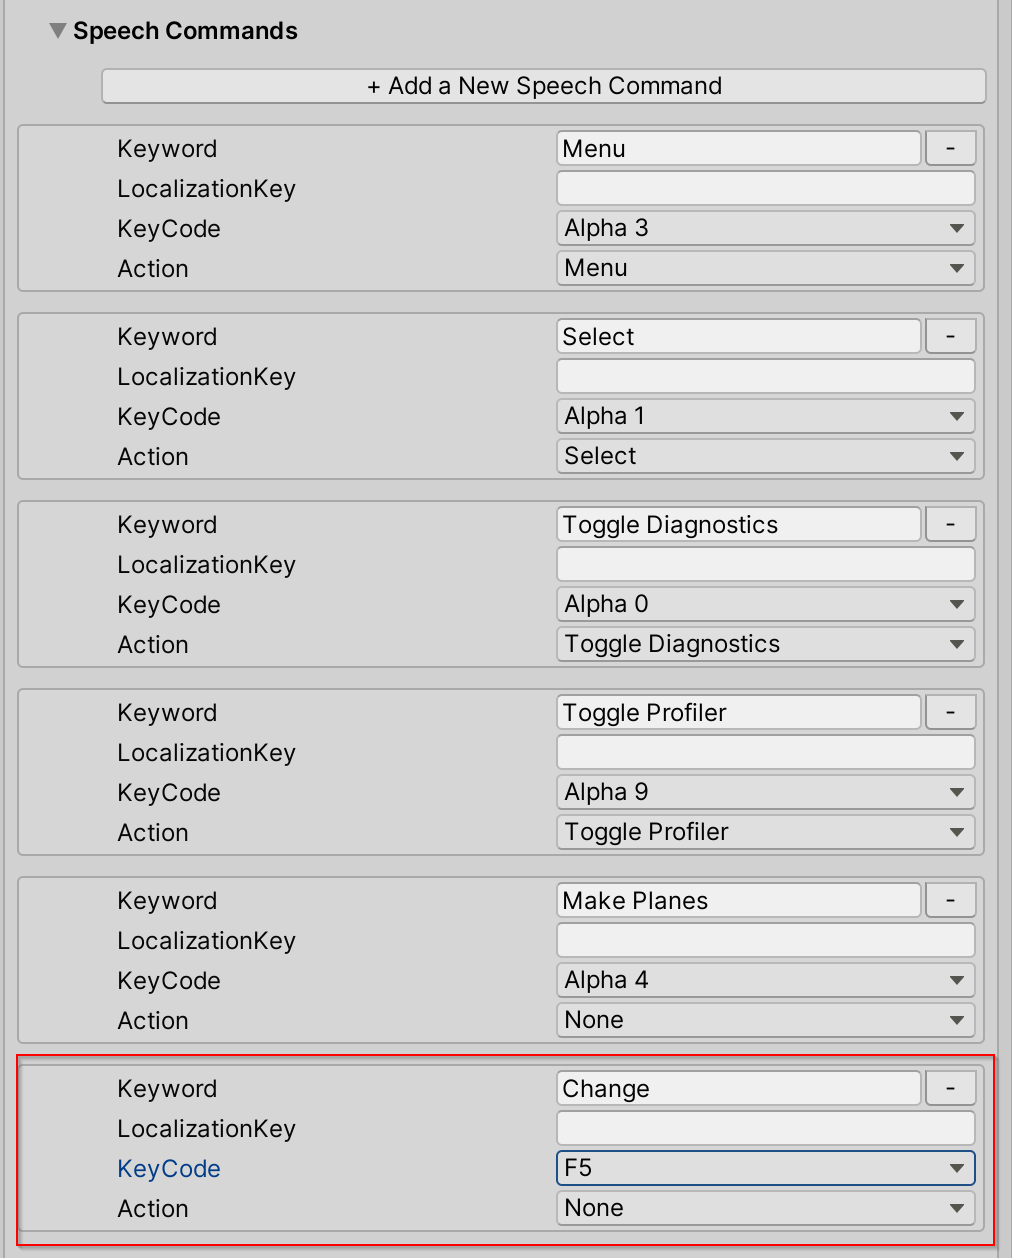 Speech Commands
+ Add a New Speech Command
Keyword Menu -
LocalizationKey
KeyCode Alpha 3
Action Menu
Keyword Select -
LocalizationKey
KeyCode Alpha 1
Action Select
Keyword Toggle Diagnostics -
LocalizationKey
KeyCode Alpha 0
Action Toggle Diagnostics
Keyword Toggle Profiler -
LocalizationKey
KeyCode Alpha 9
Action Toggle Profiler
Keyword Make Planes -
LocalizationKey
KeyCode Alpha 4
Action None
Keyword Change -
LocalizationKey
KeyCode F5
Action None